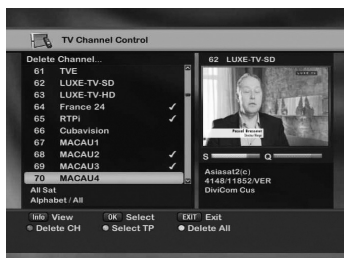 TV Channel Control
Delete Channel...
61 TVE
62 LUXE-TV-SD
63 LUXE-TV-HD
64 France 24 ✓
65 RTPi ✓
66 Cubavision
67 MACAU1
68 MACAU2 ✓
69 MACAU3 ✓
70 MACAU4
All Sat
Alphabet / All
62 LUXE-TV-SD
S Q
Asiasat2(c)
4148/11852/VER
DiviCom Cus
Info View OK Select EXIT Exit
Delete CH Select TP Delete All